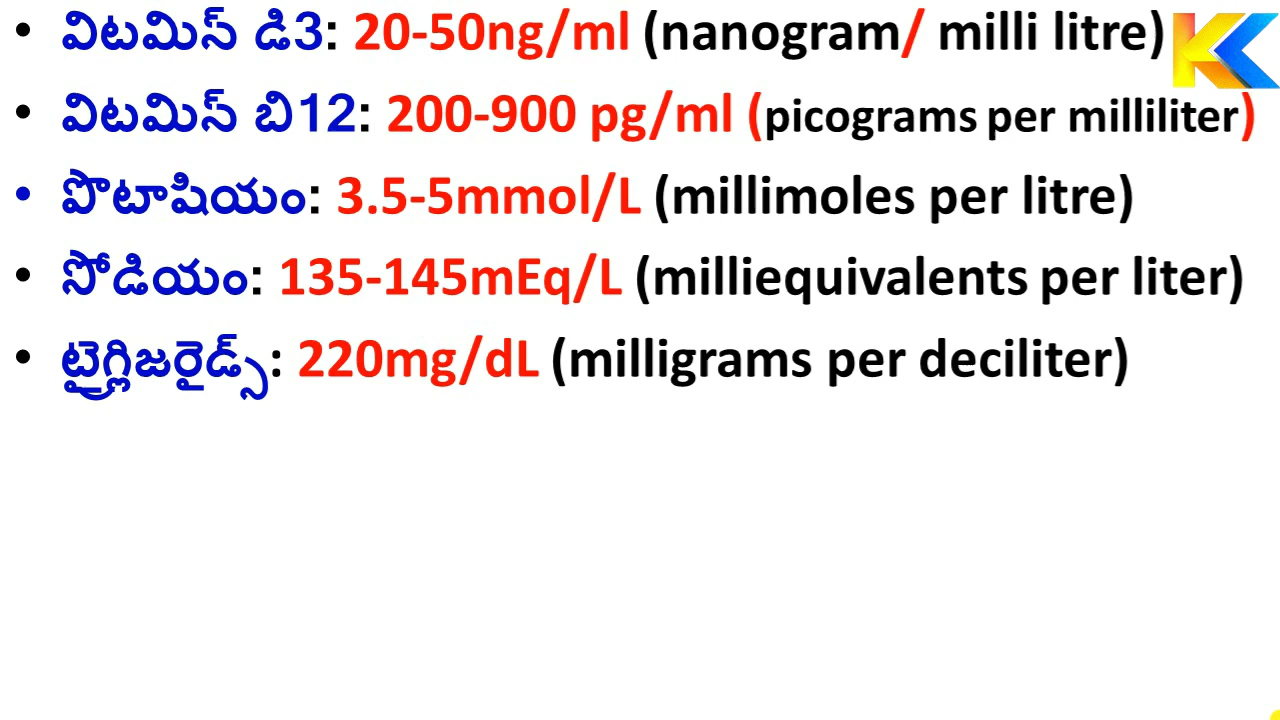 • విటమిన్ డి3: 20-50ng/ml (nanogram/ milli litre)
• విటమిన్ బి12: 200-900 pg/ml (picograms per milliliter)
• పొటాషియం: 3.5-5mmol/L (millimoles per litre)
• సోడియం: 135-145mEq/L (milliequivalents per liter)
• ట్రైగ్లిజరైడ్స్: 220mg/dL (milligrams per deciliter)